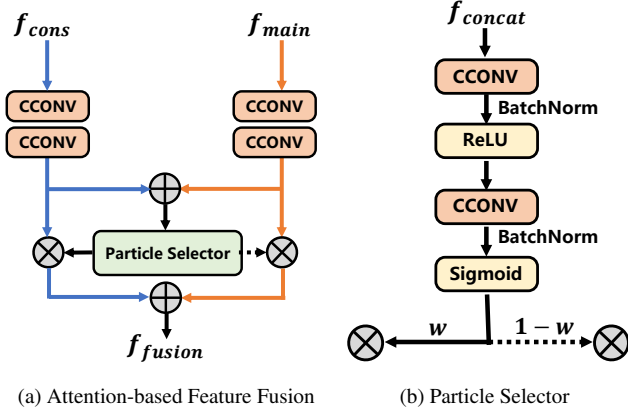 f_cons
f_main
CCONV
CCONV
CCONV
CCONV
Particle Selector
f_fusion
(a) Attention-based Feature Fusion
f_concat
CCONV
BatchNorm
ReLU
CCONV
BatchNorm
Sigmoid
w
1 − w
(b) Particle Selector